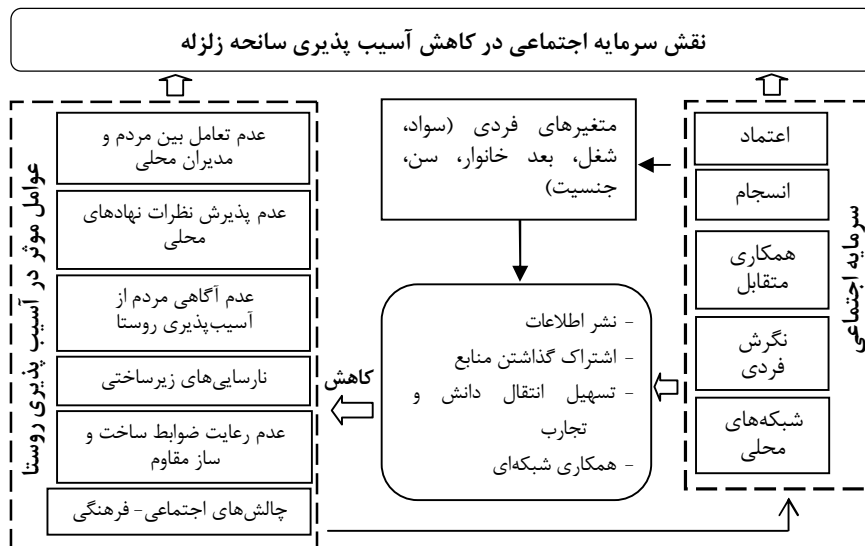 نقش سرمایه اجتماعی در کاهش آسیب پذیری سانحه زلزله
سرمایه اجتماعی
اعتماد
انسجام
همکاری
متقابل
نگرش
فردی
شبکه‌های
محلی
متغیرهای فردی (سواد،
شغل، بعد خانوار، سن،
جنسیت)
- نشر اطلاعات
- اشتراک گذاشتن منابع
- تسهیل انتقال دانش و
تجارب
- همکاری شبکه‌ای
کاهش
عدم تعامل بین مردم و
مدیران محلی
عدم پذیرش نظرات نهادهای
محلی
عدم آگاهی مردم از
آسیب‌پذیری روستا
نارسایی‌های زیرساختی
عدم رعایت ضوابط ساخت و
ساز مقاوم
چالش‌های اجتماعی- فرهنگی
عوامل موثر در آسیب پذیری روستا